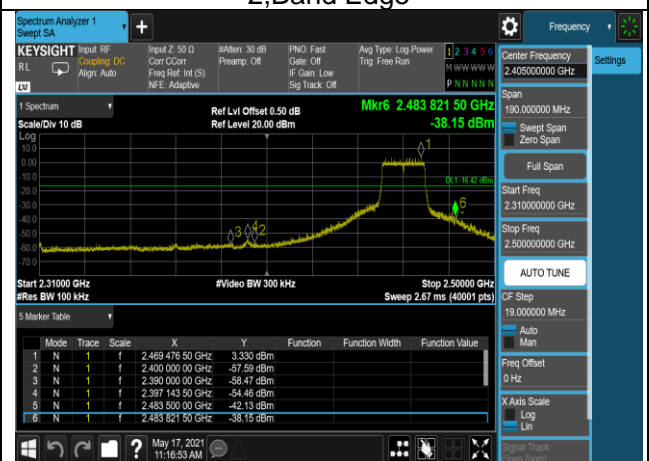 2,Band Edge
Spectrum Analyzer 1
Swept SA
+
Frequency
KEYSIGHT
RL
LXI
Input: RF
Coupling: DC
Align: Auto
Input Z: 50 Ω
Corr CCorr
Freq Ref: Int (S)
NFE: Adaptive
#Atten: 30 dB
Preamp: Off
PNO: Fast
Gate: Off
IF Gain: Low
Sig Track: Off
Avg Type: Log-Power
Trig: Free Run
1 2 3 4 5 6
M W W W W W
P N N N N N
Settings
Center Frequency
2.405000000 GHz
Span
190.000000 MHz
Swept Span
Zero Span
Full Span
Start Freq
2.310000000 GHz
Stop Freq
2.500000000 GHz
AUTO TUNE
CF Step
19.000000 MHz
Auto
Man
Freq Offset
0 Hz
X Axis Scale
Log
Lin
Signal Track
(Span Zoom)
1 Spectrum
Scale/Div 10 dB
Ref Lvl Offset 0.50 dB
Ref Level 20.00 dBm
Mkr6 2.483 821 50 GHz
-38.15 dBm
Log
10.0
0.00
-10.0
-20.0
-30.0
-40.0
-50.0
-60.0
-70.0
1
DL1 -16.42 dBm
6
3
4
2
Start 2.31000 GHz
#Video BW 300 kHz
Stop 2.50000 GHz
#Res BW 100 kHz
Sweep 2.67 ms (40001 pts)
5 Marker Table
Mode Trace Scale X Y Function Function Width Function Value
1 N 1 f 2.469 476 50 GHz 3.330 dBm
2 N 1 f 2.400 000 00 GHz -57.59 dBm
3 N 1 f 2.390 000 00 GHz -58.47 dBm
4 N 1 f 2.397 143 50 GHz -54.46 dBm
5 N 1 f 2.483 500 00 GHz -42.13 dBm
6 N 1 f 2.483 821 50 GHz -38.15 dBm
?
May 17, 2021
11:16:53 AM